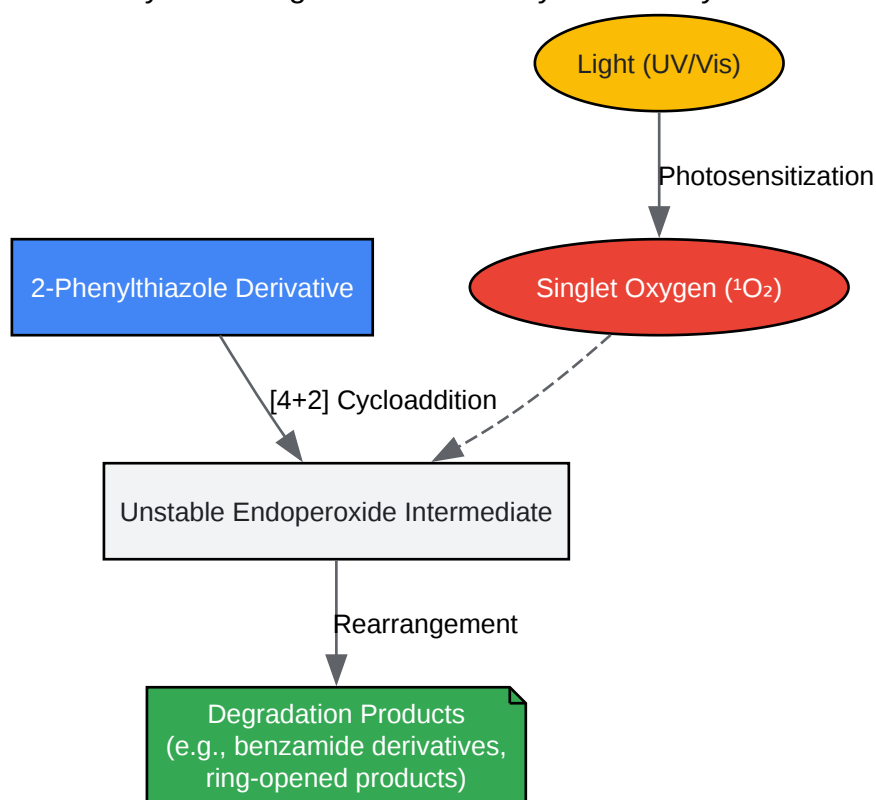 Light (UV/Vis)
Photosensitization
2-Phenylthiazole Derivative
Singlet Oxygen (¹O₂)
[4+2] Cycloaddition
Unstable Endoperoxide Intermediate
Rearrangement
Degradation Products
(e.g., benzamide derivatives,
ring-opened products)